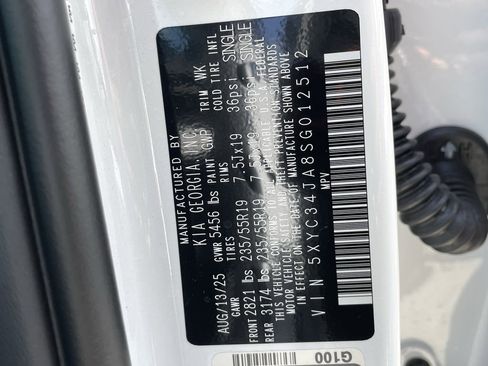 MANUFACTURED BY
KIA GEORGIA, INC.
AUG/13/25 GVWR 5456 lbs PAINT GWP TRIM WK
GAWR TIRES RIMS COLD TIRE INFL
FRONT 2821 lbs 235/55R19 7.5Jx19 36psi SINGLE
REAR 3174 lbs 235/55R19 7.5Jx19 36psi SINGLE
THIS VEHICLE CONFORMS TO ALL APPLICABLE U.S.A. FEDERAL
MOTOR VEHICLE SAFETY AND THEFT PREVENTION STANDARDS
IN EFFECT ON THE DATE OF MANUFACTURE SHOWN ABOVE
VIN 5XYC34JA8SG012512
MPV
G100